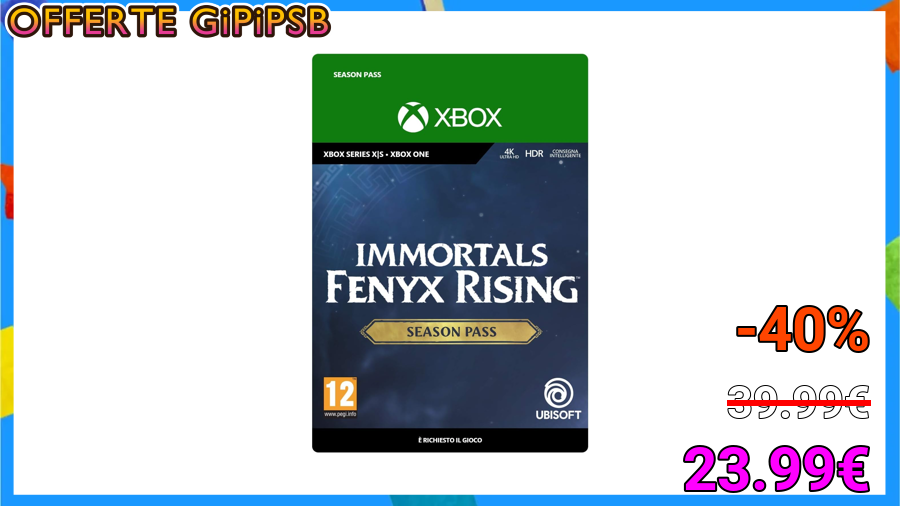 OFFERTE GiPiPSB
SEASON PASS
XBOX
XBOX SERIES X|S • XBOX ONE
4K
ULTRA HD
HDR
CONSEGNA
INTELLIGENTE
IMMORTALS
FENYX RISING™
SEASON PASS
12
www.pegi.info
UBISOFT
È RICHIESTO IL GIOCO
-40%
39.99€
23.99€